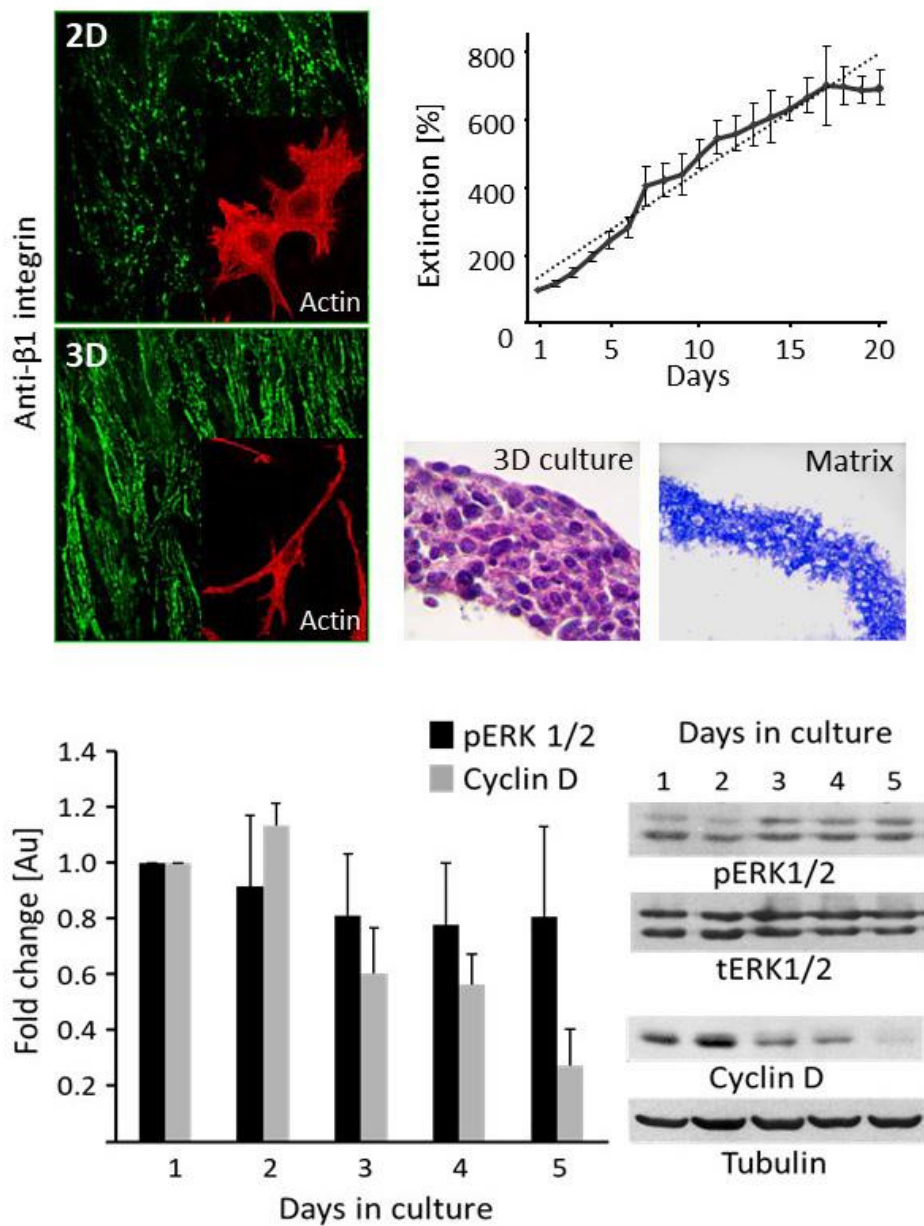 2D
Actin
3D
Actin
Anti-β1 integrin
Extinction [%]
800
600
400
200
0
1 5 10 15 20
Days
3D culture
Matrix
pERK 1/2
Cyclin D
Fold change [Au]
1.4
1.2
1.0
0.8
0.6
0.4
0.2
1 2 3 4 5
Days in culture
Days in culture
1 2 3 4 5
pERK1/2
tERK1/2
Cyclin D
Tubulin